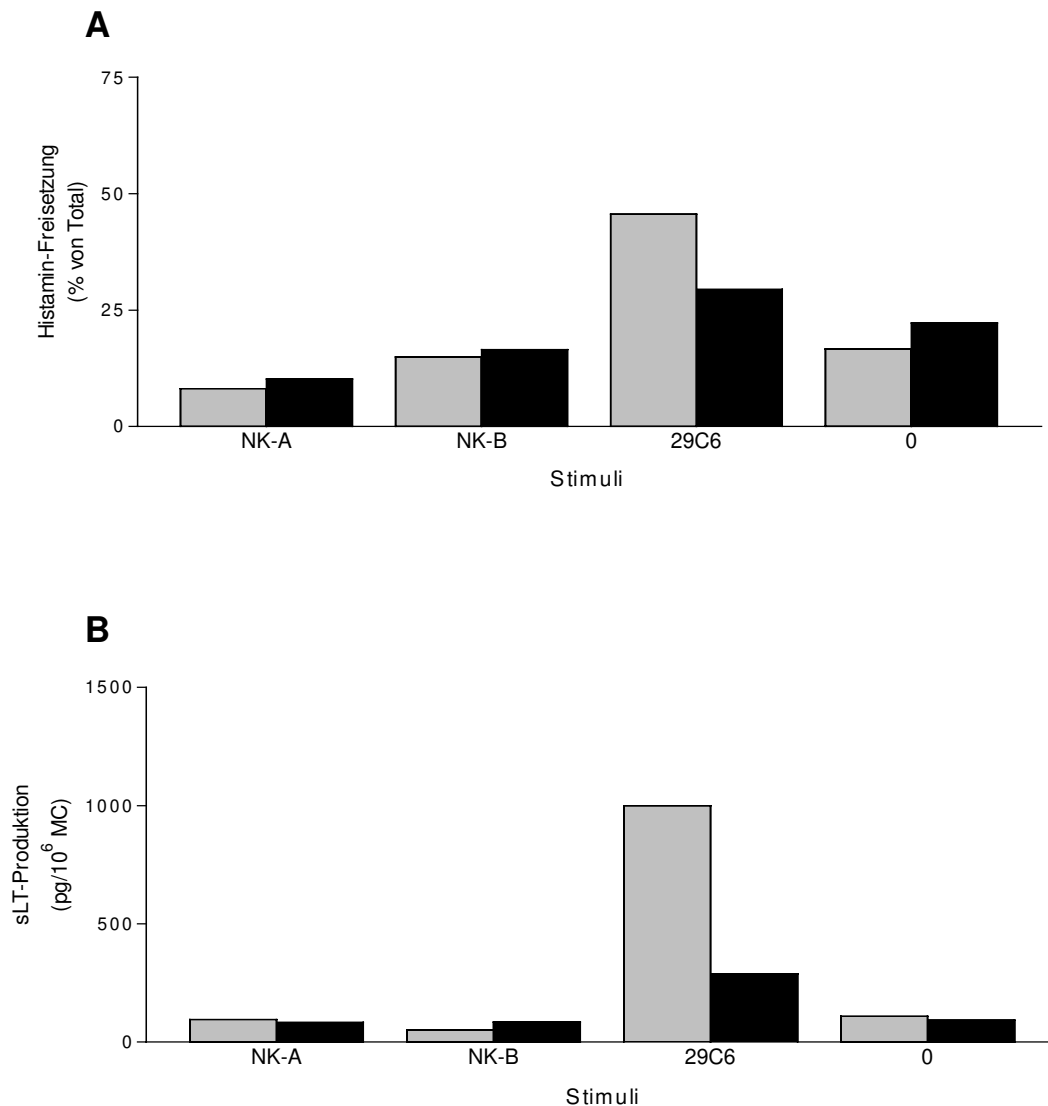 A
75
50
25
0
Histamin-Freisetzung
(% von Total)
NK-A NK-B 29C6 0
Stimuli
B
1500
1000
500
0
sLT-Produktion
(pg/10⁶ MC)
NK-A NK-B 29C6 0
Stimuli